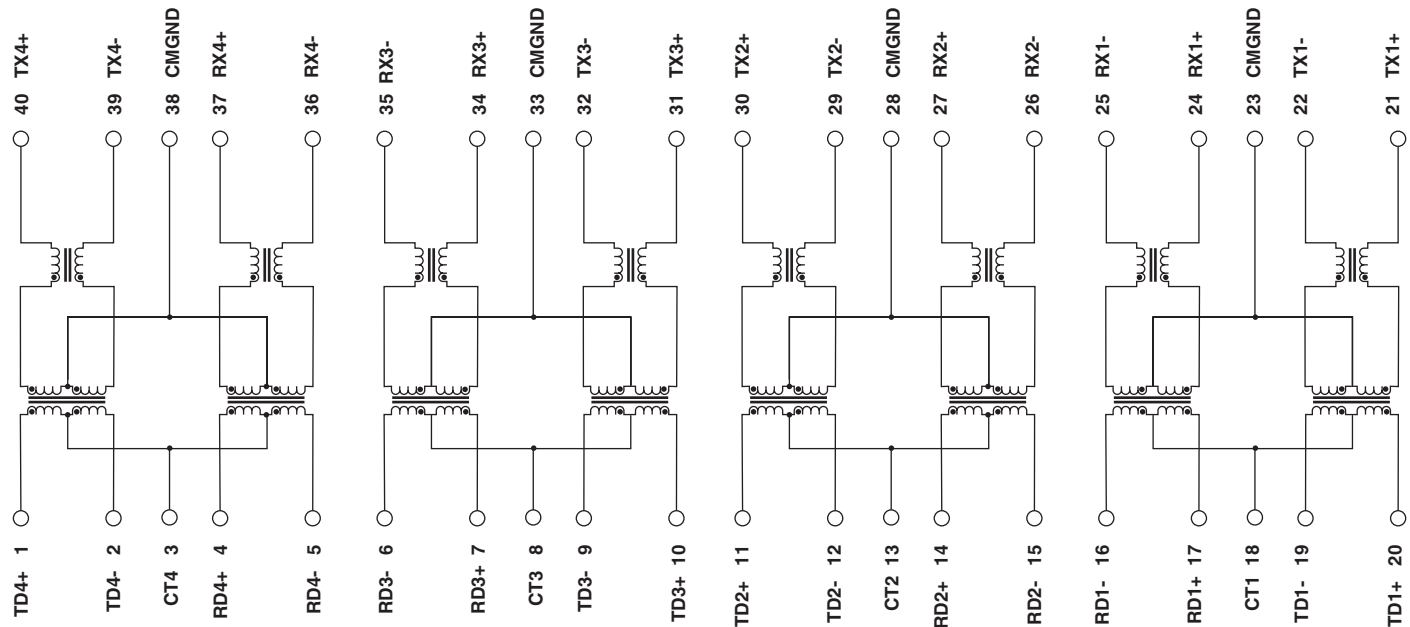 40 TX4+
39 TX4-
38 CMGND
37 RX4+
36 RX4-
35 RX3-
34 RX3+
33 CMGND
32 TX3-
31 TX3+
30 TX2+
29 TX2-
28 CMGND
27 RX2+
26 RX2-
25 RX1-
24 RX1+
23 CMGND
22 TX1-
21 TX1+
TD4+ 1
TD4- 2
CT4 3
RD4+ 4
RD4- 5
RD3- 6
RD3+ 7
CT3 8
TD3- 9
TD3+ 10
TD2+ 11
TD2- 12
CT2 13
RD2+ 14
RD2- 15
RD1- 16
RD1+ 17
CT1 18
TD1- 19
TD1+ 20